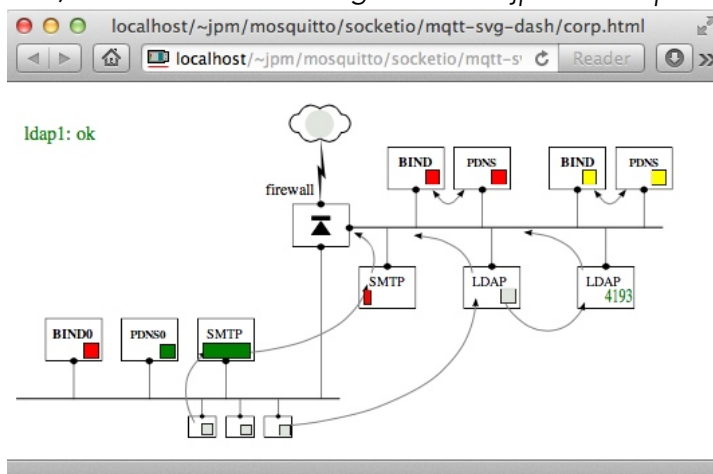 localhost/~jpm/mosquitto/socketio/mqtt-svg-dash/corp.html
localhost/~jpm/mosquitto/socketio/mqtt-sv
Reader
ldap1: ok
firewall
BIND
PDNS
BIND
PDNS
SMTP
LDAP
LDAP
4193
BIND0
PDNS0
SMTP